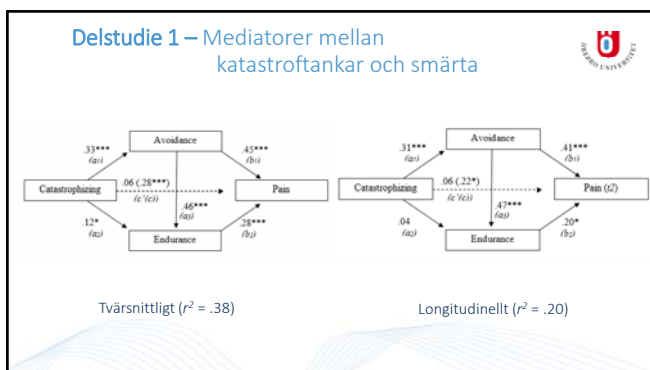 Delstudie 1 – Mediatorer mellan
katastroftankar och smärta
ÖREBRO UNIVERSITET
Avoidance
.33***
(a1)
.45***
(b1)
Catastrophizing
.06 (.28***)
(c'(c))
Pain
.46***
(a3)
.12*
(a2)
.28***
(b2)
Endurance
Avoidance
.31***
(a1)
.41***
(b1)
Catastrophizing
.06 (.22*)
(c'(c))
Pain (t2)
.47***
(a3)
.04
(a2)
.20*
(b2)
Endurance
Tvärsnittligt (r² = .38)
Longitudinellt (r² = .20)